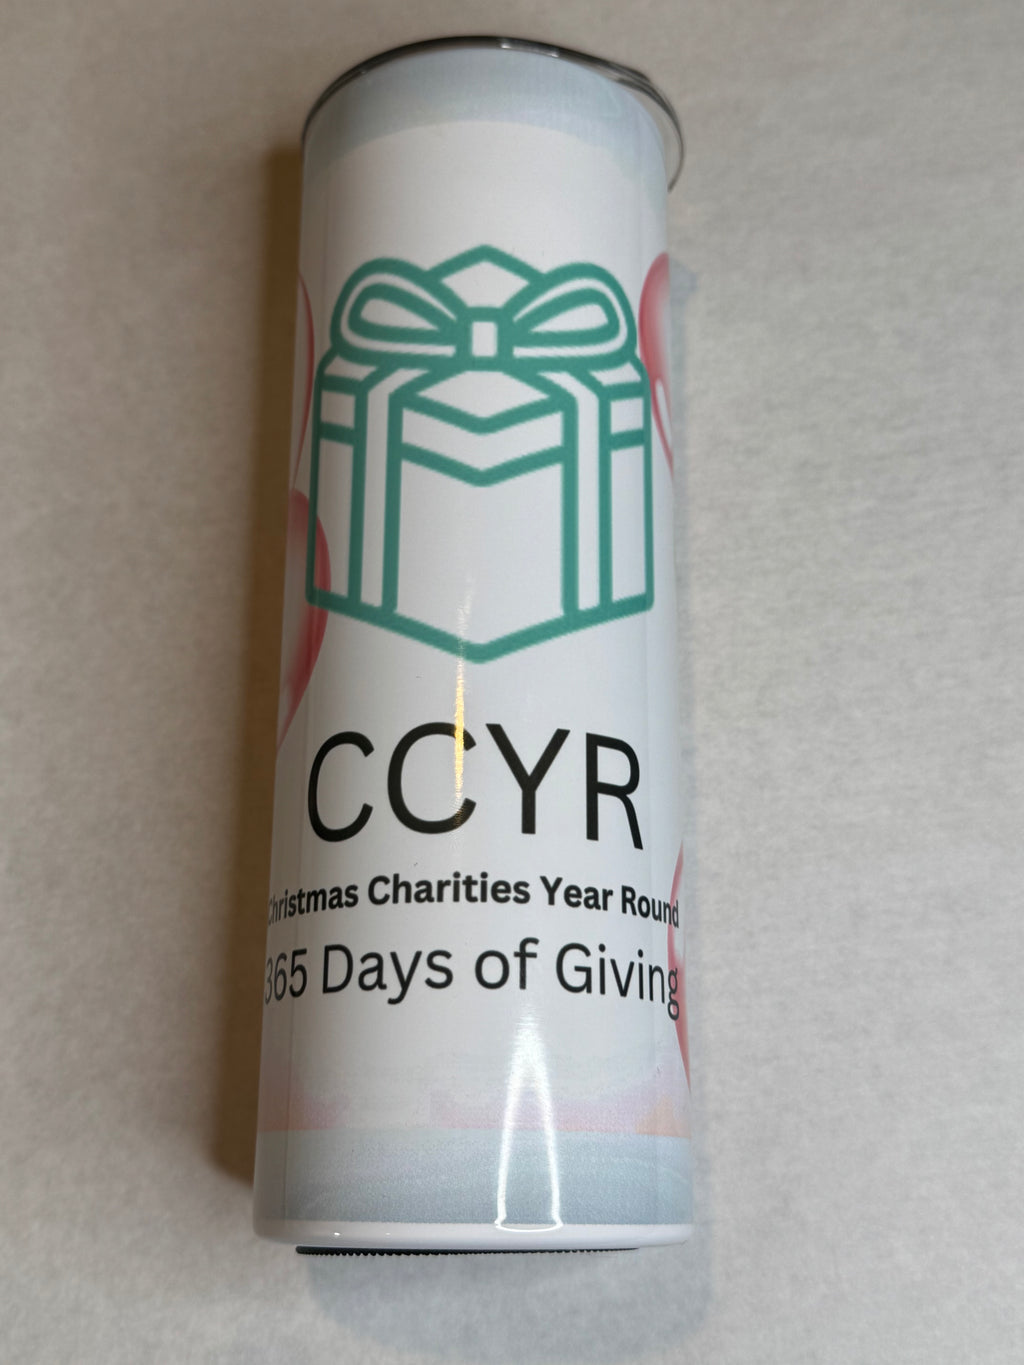 CCYR
Christmas Charities Year Round
365 Days of Giving